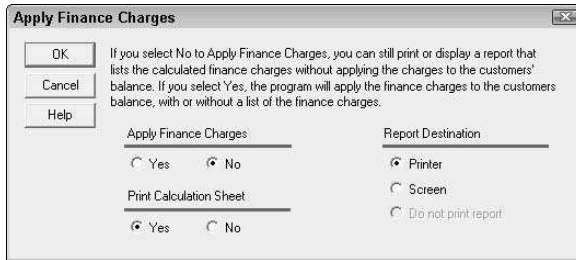 Apply Finance Charges
OK
Cancel
Help
If you select No to Apply Finance Charges, you can still print or display a report that
lists the calculated finance charges without applying the charges to the customers'
balance. If you select Yes, the program will apply the finance charges to the customers
balance, with or without a list of the finance charges.
Apply Finance Charges
Yes No
Print Calculation Sheet
Yes No
Report Destination
Printer
Screen
Do not print report